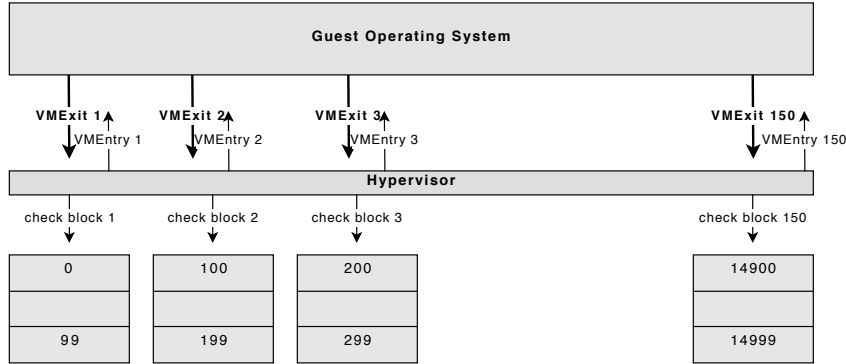 Guest Operating System
VMExit 1 VMExit 2 VMExit 3 VMExit 150
VMEntry 1 VMEntry 2 VMEntry 3 VMEntry 150
Hypervisor
check block 1 check block 2 check block 3 check block 150
0 100 200 14900
99 199 299 14999